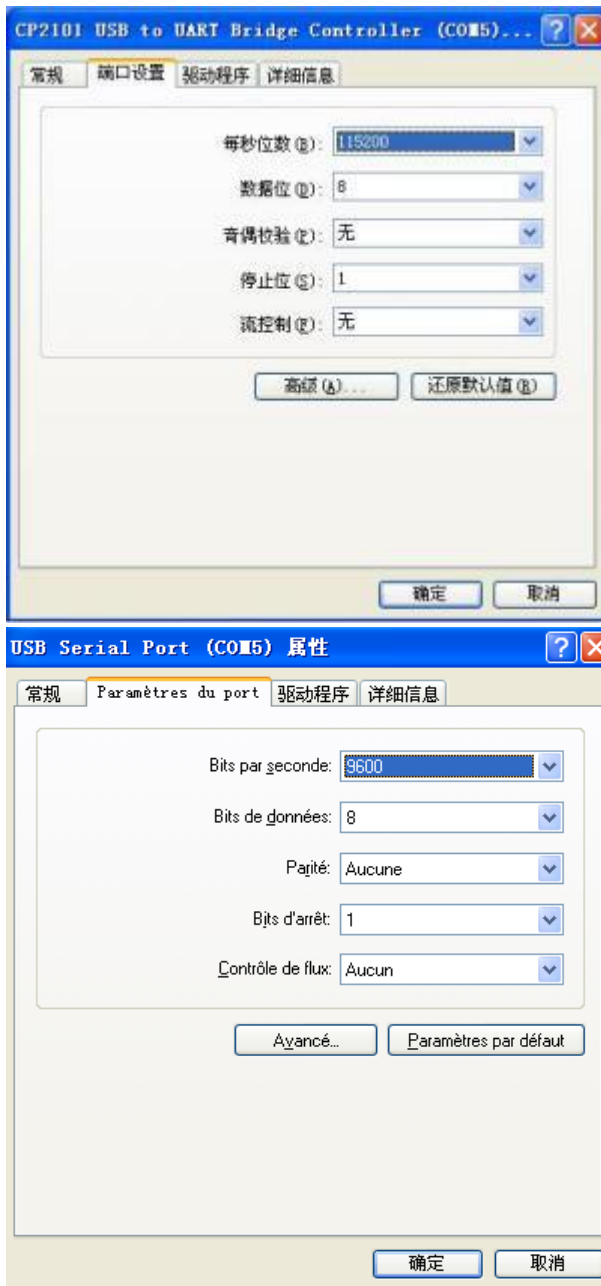 CP2101 USB to UART Bridge Controller (COM5)...
常规 端口设置 驱动程序 详细信息
每秒位数(B): 115200
数据位(D): 8
奇偶校验(P): 无
停止位(S): 1
流控制(F): 无
高级(A)... 还原默认值(R)
确定 取消
USB Serial Port (COM5) 属性
常规 Paramètres du port 驱动程序 详细信息
Bits par seconde: 9600
Bits de données: 8
Parité: Aucune
Bits d'arrêt: 1
Contrôle de flux: Aucun
Avancé... Paramètres par défaut
确定 取消